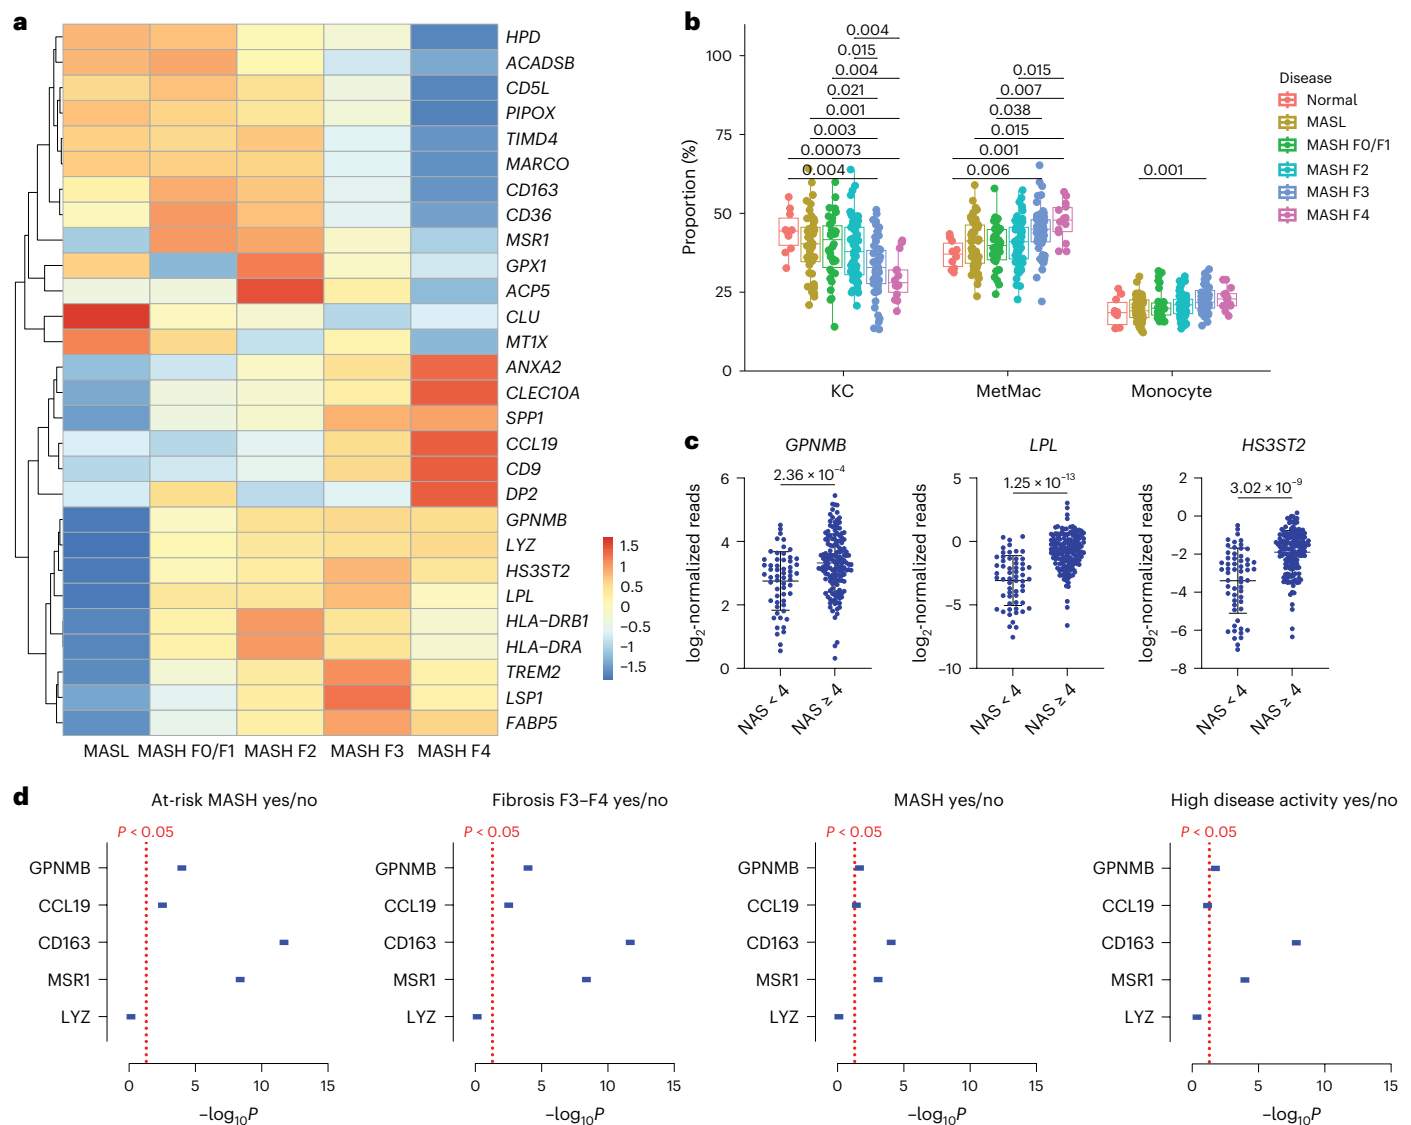 a
HPD
ACADSB
CD5L
PIPOX
TIMD4
MARCO
CD163
CD36
MSR1
GPX1
ACP5
CLU
MT1X
ANXA2
CLEC10A
SPP1
CCL19
CD9
DP2
GPNMB
LYZ
HS3ST2
LPL
HLA–DRB1
HLA–DRA
TREM2
LSP1
FABP5
MASL MASH F0/F1 MASH F2 MASH F3 MASH F4
1.5
1
0.5
0
–0.5
–1
–1.5
b
Proportion (%)
100
75
50
25
0
0.004
0.015
0.004
0.021
0.001
0.003
0.00073
0.004
0.015
0.007
0.038
0.015
0.001
0.006
0.001
KC MetMac Monocyte
Disease
Normal
MASL
MASH F0/F1
MASH F2
MASH F3
MASH F4
c
GPNMB
2.36 × 10–4
log2-normalized reads
6
4
2
0
NAS < 4 NAS ≥ 4
LPL
1.25 × 10–13
log2-normalized reads
5
0
–5
–10
NAS < 4 NAS ≥ 4
HS3ST2
3.02 × 10–9
log2-normalized reads
2
0
–2
–4
–6
–8
NAS < 4 NAS ≥ 4
d
At-risk MASH yes/no
P < 0.05
GPNMB
CCL19
CD163
MSR1
LYZ
0 5 10 15
–log10P
Fibrosis F3–F4 yes/no
P < 0.05
GPNMB
CCL19
CD163
MSR1
LYZ
0 5 10 15
–log10P
MASH yes/no
P < 0.05
GPNMB
CCL19
CD163
MSR1
LYZ
0 5 10 15
–log10P
High disease activity yes/no
P < 0.05
GPNMB
CCL19
CD163
MSR1
LYZ
0 5 10 15
–log10P